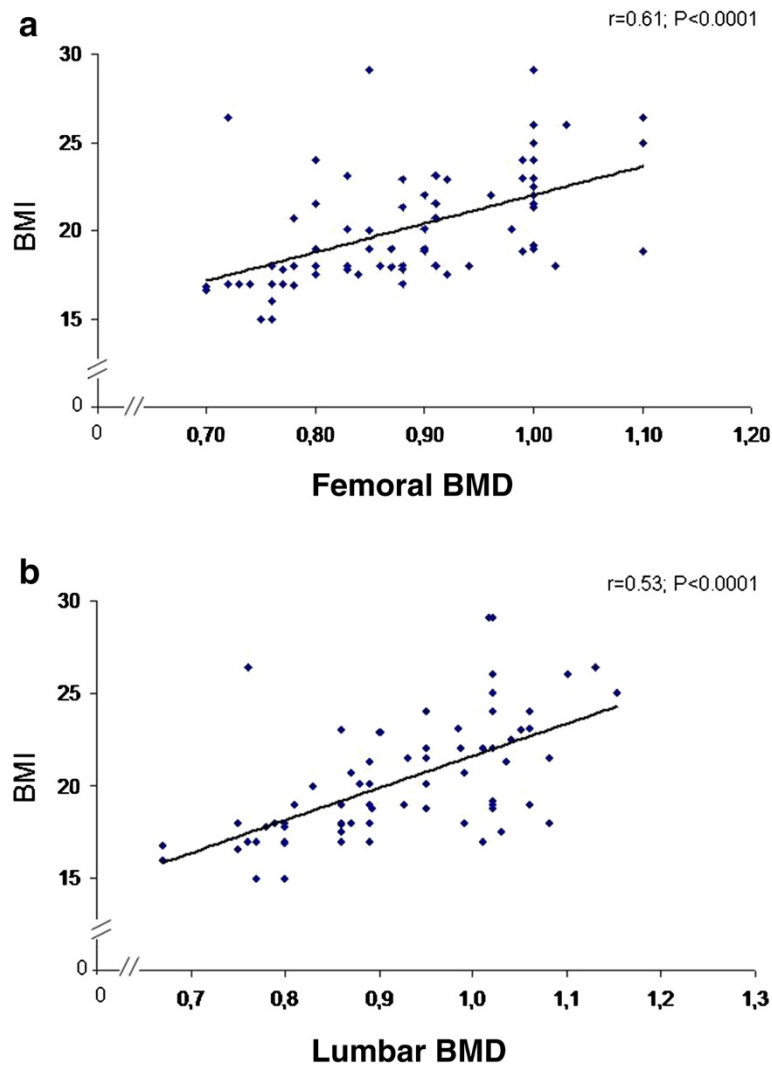 a
r=0.61; P<0.0001
30
25
20
15
0
BMI
0 0,70 0,80 0,90 1,00 1,10 1,20
Femoral BMD
b
r=0.53; P<0.0001
30
25
20
15
0
BMI
0 0,7 0,8 0,9 1,0 1,1 1,2 1,3
Lumbar BMD